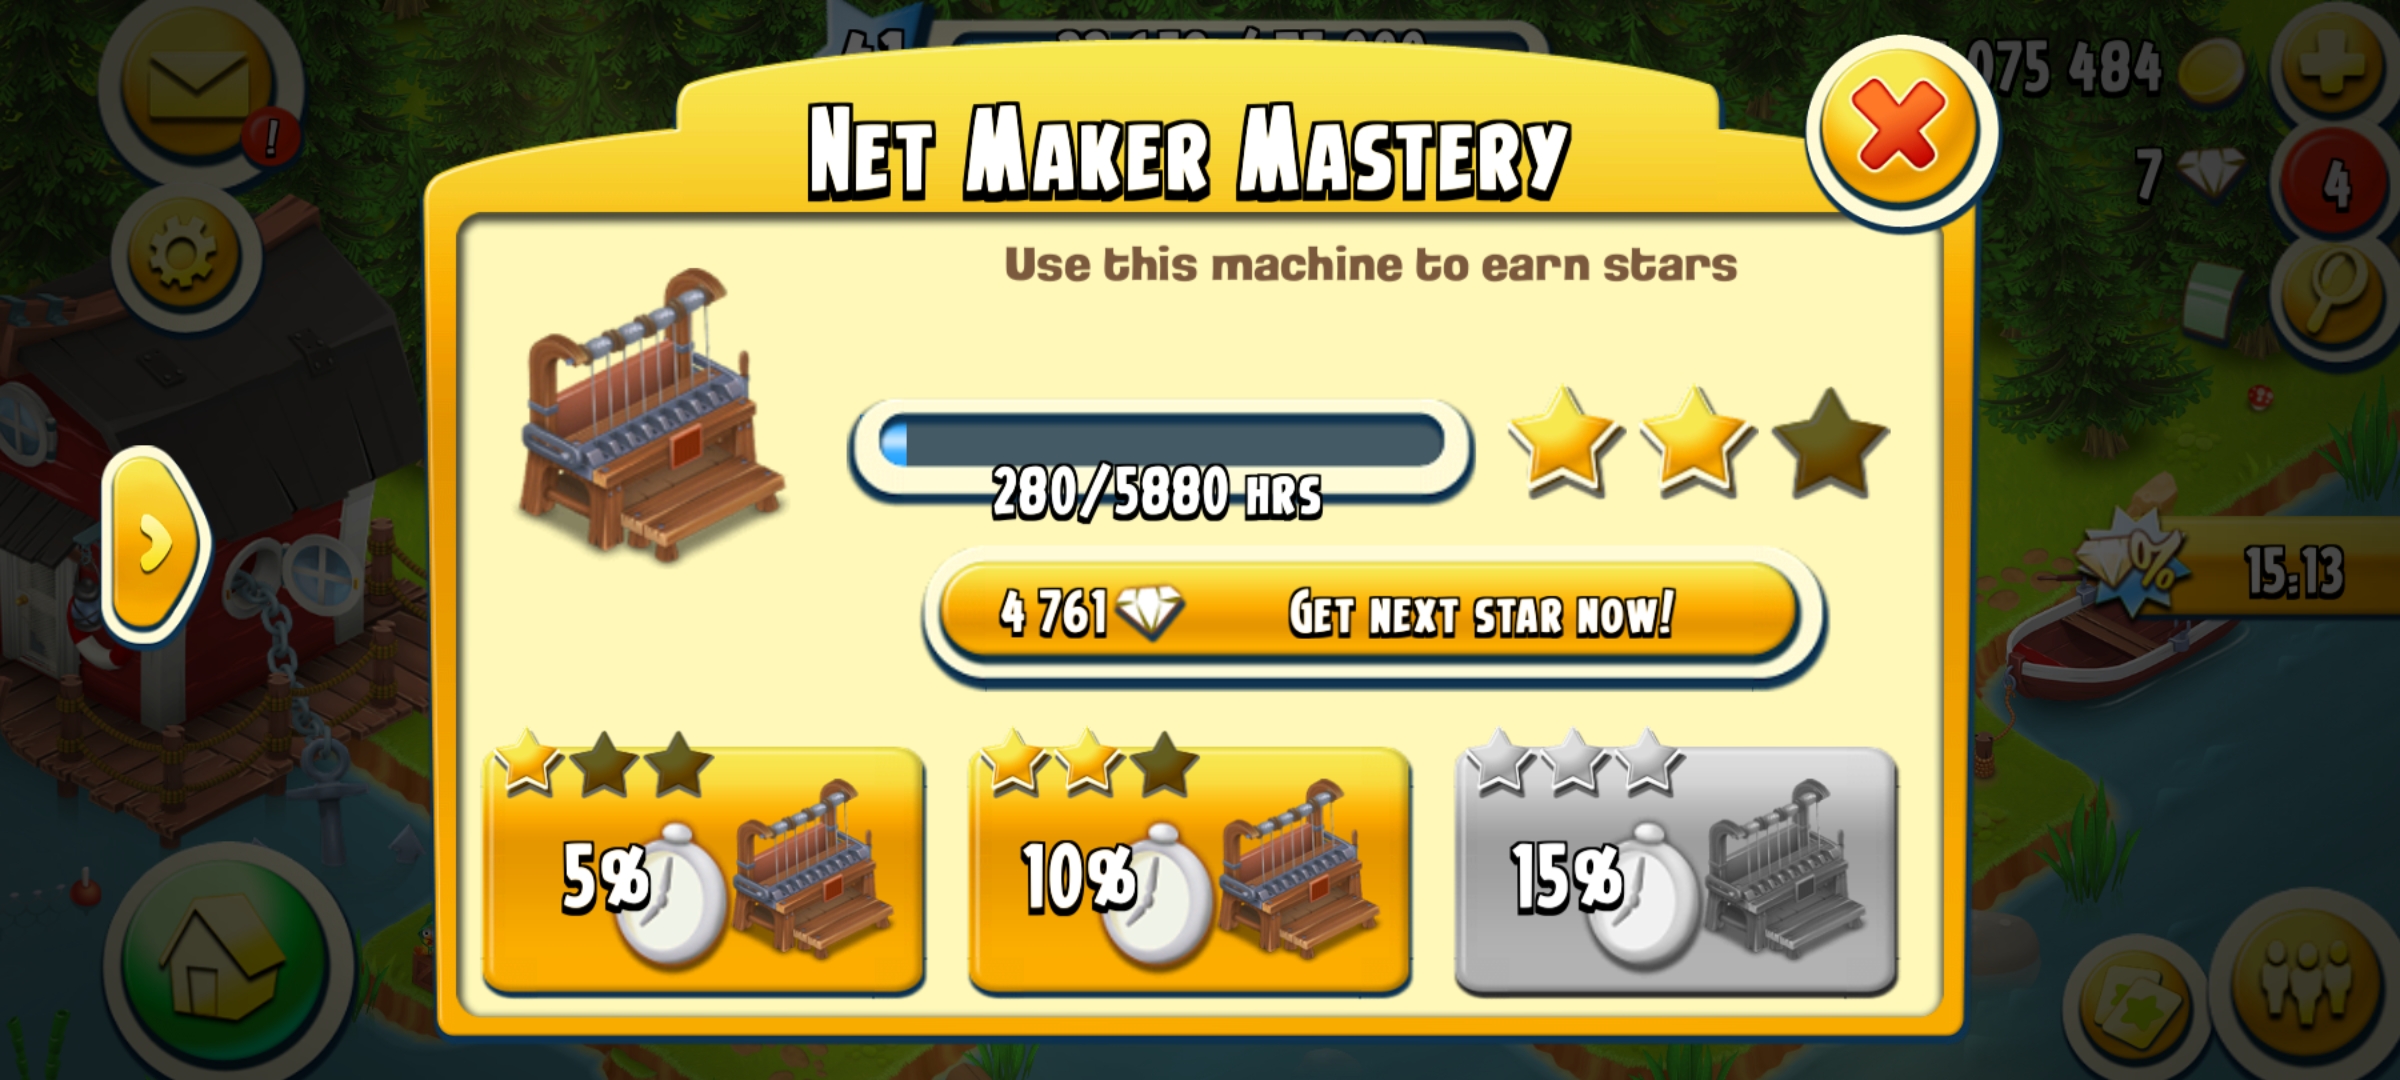 Net Maker Mastery
Use this machine to earn stars
280/5880 hrs
4 761 Get next star now!
5% 10% 15%
075 484
7
4
!
15:13
%